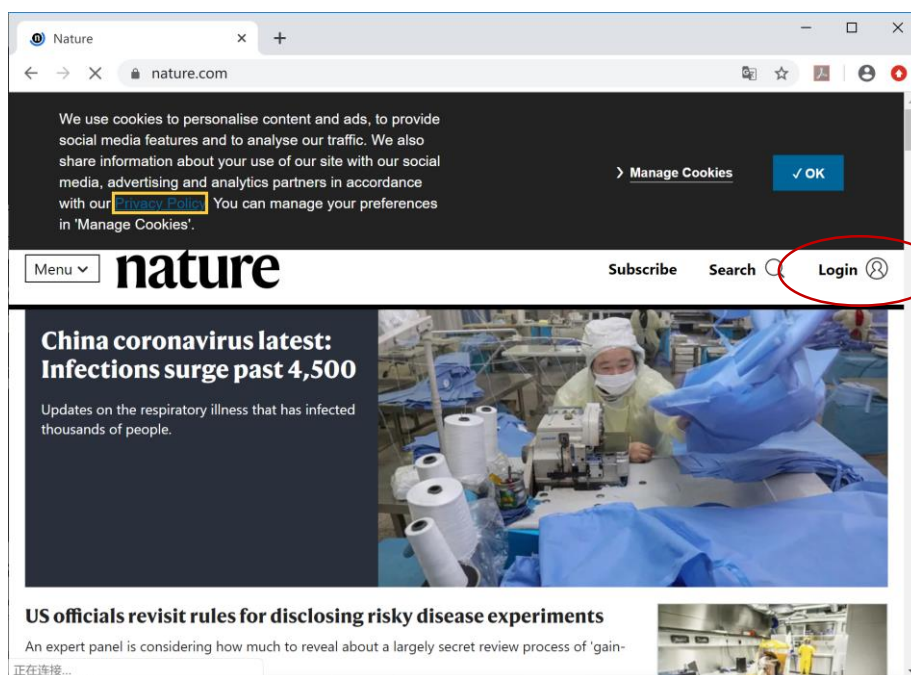 Nature
nature.com
We use cookies to personalise content and ads, to provide
social media features and to analyse our traffic. We also
share information about your use of our site with our social
media, advertising and analytics partners in accordance
with our Privacy Policy. You can manage your preferences
in 'Manage Cookies'.
Manage Cookies
✓ OK
Menu
nature
Subscribe
Search
Login
China coronavirus latest:
Infections surge past 4,500
Updates on the respiratory illness that has infected
thousands of people.
US officials revisit rules for disclosing risky disease experiments
An expert panel is considering how much to reveal about a largely secret review process of 'gain-
正在连接...